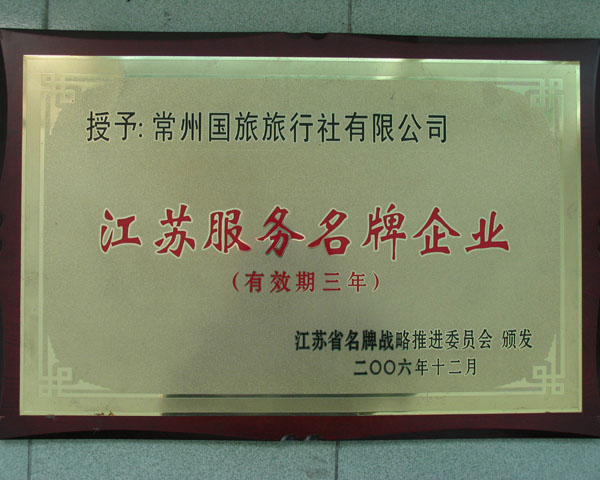 授予:常州国旅旅行社有限公司
江苏服务名牌企业
(有效期三年)
江苏省名牌战略推进委员会 颁发
二〇〇六年十二月